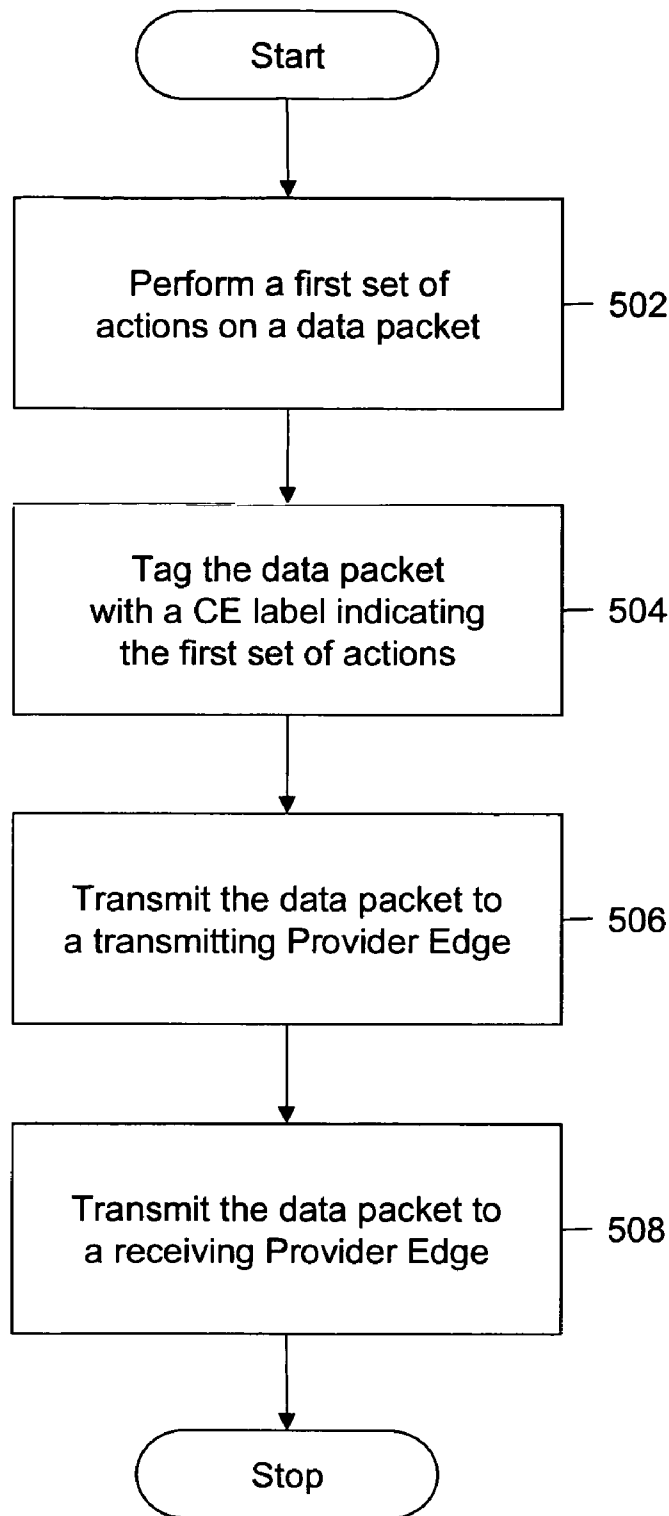 Start
Perform a first set of
actions on a data packet
502
Tag the data packet
with a CE label indicating
the first set of actions
504
Transmit the data packet to
a transmitting Provider Edge
506
Transmit the data packet to
a receiving Provider Edge
508
Stop